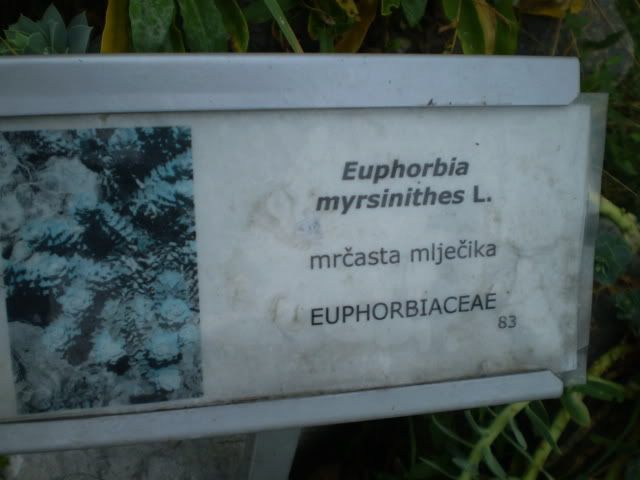 Euphorbia
myrsinithes L.
mrčasta mlječika
EUPHORBIACEAE
83